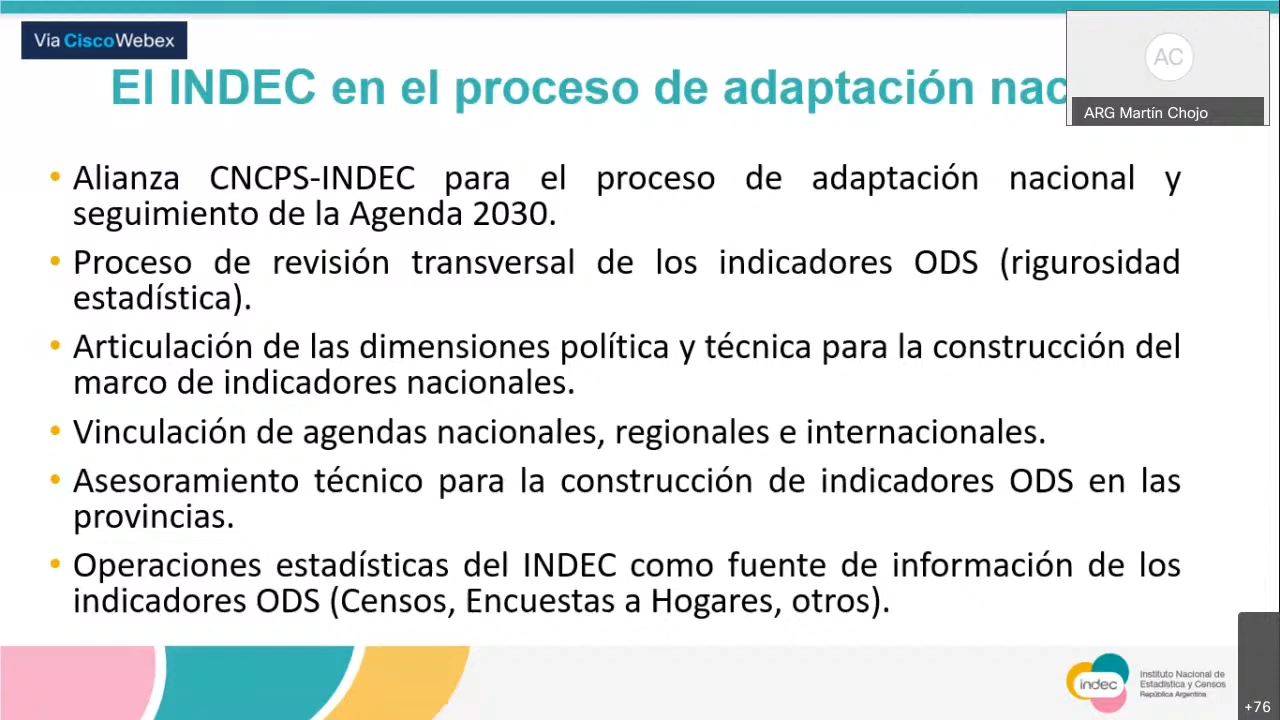 Vía CiscoWebex
AC
ARG Martín Chojo
El INDEC en el proceso de adaptación nac
• Alianza CNCPS-INDEC para el proceso de adaptación nacional y
seguimiento de la Agenda 2030.
• Proceso de revisión transversal de los indicadores ODS (rigurosidad
estadística).
• Articulación de las dimensiones política y técnica para la construcción del
marco de indicadores nacionales.
• Vinculación de agendas nacionales, regionales e internacionales.
• Asesoramiento técnico para la construcción de indicadores ODS en las
provincias.
• Operaciones estadísticas del INDEC como fuente de información de los
indicadores ODS (Censos, Encuestas a Hogares, otros).
indec
Instituto Nacional de
Estadística y Censos
República Argentina
+76